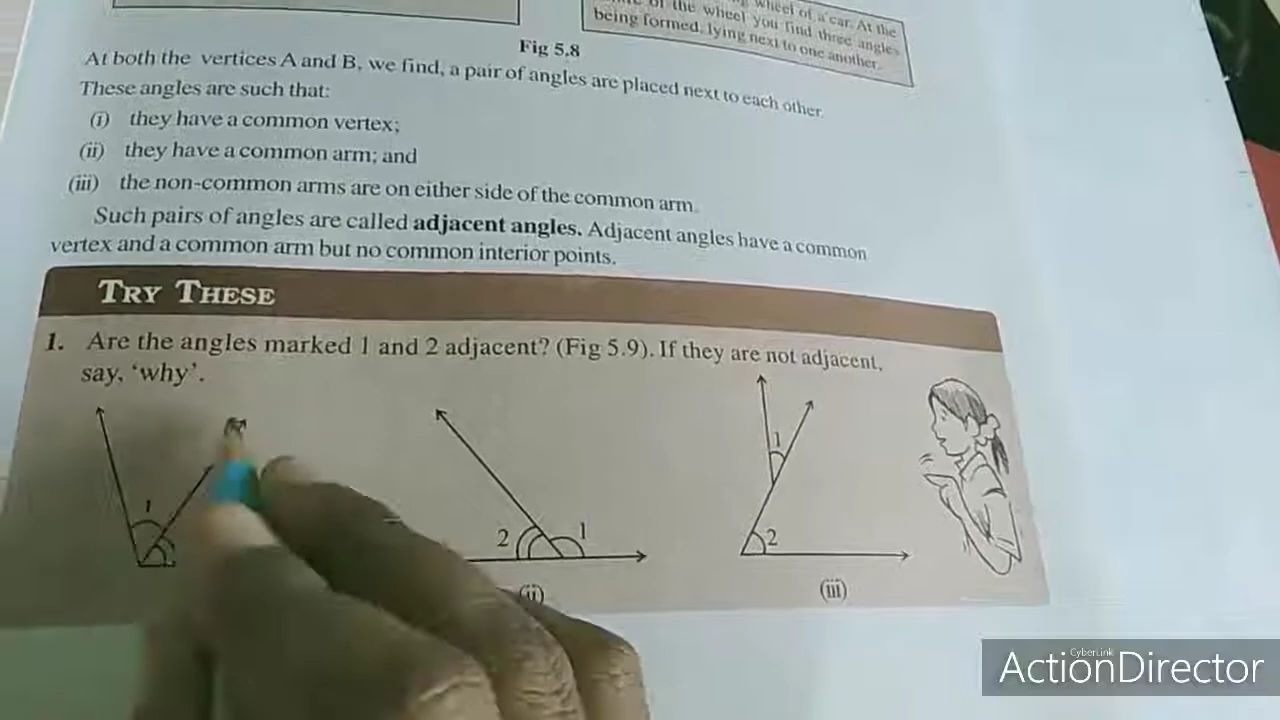 wheel of a car. At the
of the wheel you find three angles
being formed, lying next to one another.
Fig 5.8
At both the vertices A and B, we find, a pair of angles are placed next to each other.
These angles are such that:
(i) they have a common vertex;
(ii) they have a common arm; and
(iii) the non-common arms are on either side of the common arm.
Such pairs of angles are called adjacent angles. Adjacent angles have a common
vertex and a common arm but no common interior points.
TRY THESE
1. Are the angles marked 1 and 2 adjacent? (Fig 5.9). If they are not adjacent,
say, ‘why’.
1
2 1
1
2
(ii)
(iii)
CyberLink
ActionDirector